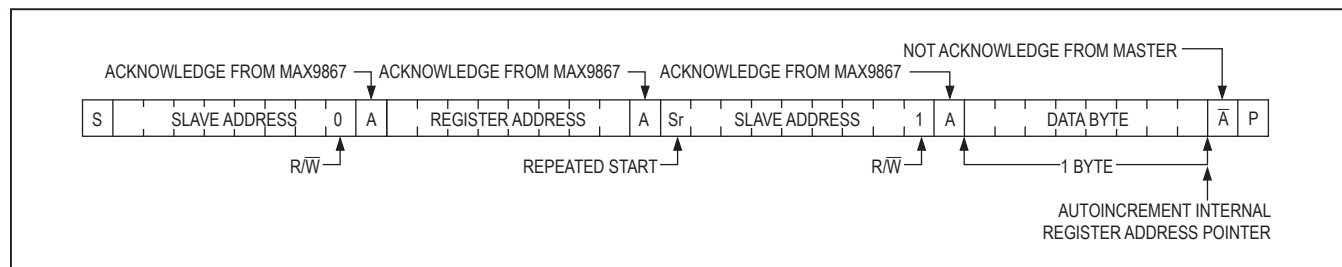 NOT ACKNOWLEDGE FROM MASTER
ACKNOWLEDGE FROM MAX9867 ACKNOWLEDGE FROM MAX9867 ACKNOWLEDGE FROM MAX9867
S SLAVE ADDRESS 0 A REGISTER ADDRESS A Sr SLAVE ADDRESS 1 A DATA BYTE A̅ P
R/W̅ REPEATED START R/W̅ 1 BYTE
AUTOINCREMENT INTERNAL
REGISTER ADDRESS POINTER